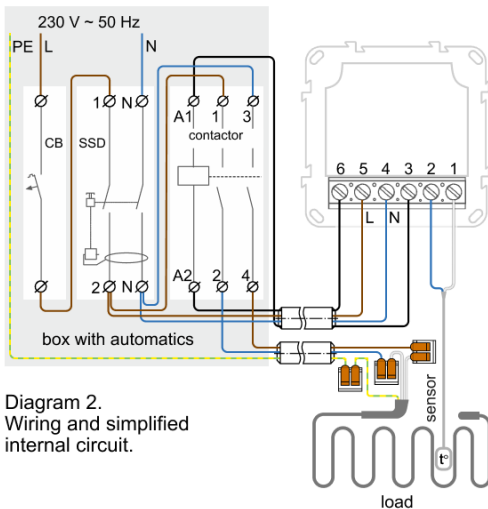 230 V ~ 50 Hz
PE L N
1 N A1 1 3
CB SSD contactor
6 5 4 3 2 1
L N
2 N A2 2 4
box with automatics
Diagram 2.
Wiring and simplified
internal circuit.
sensor
t°
load